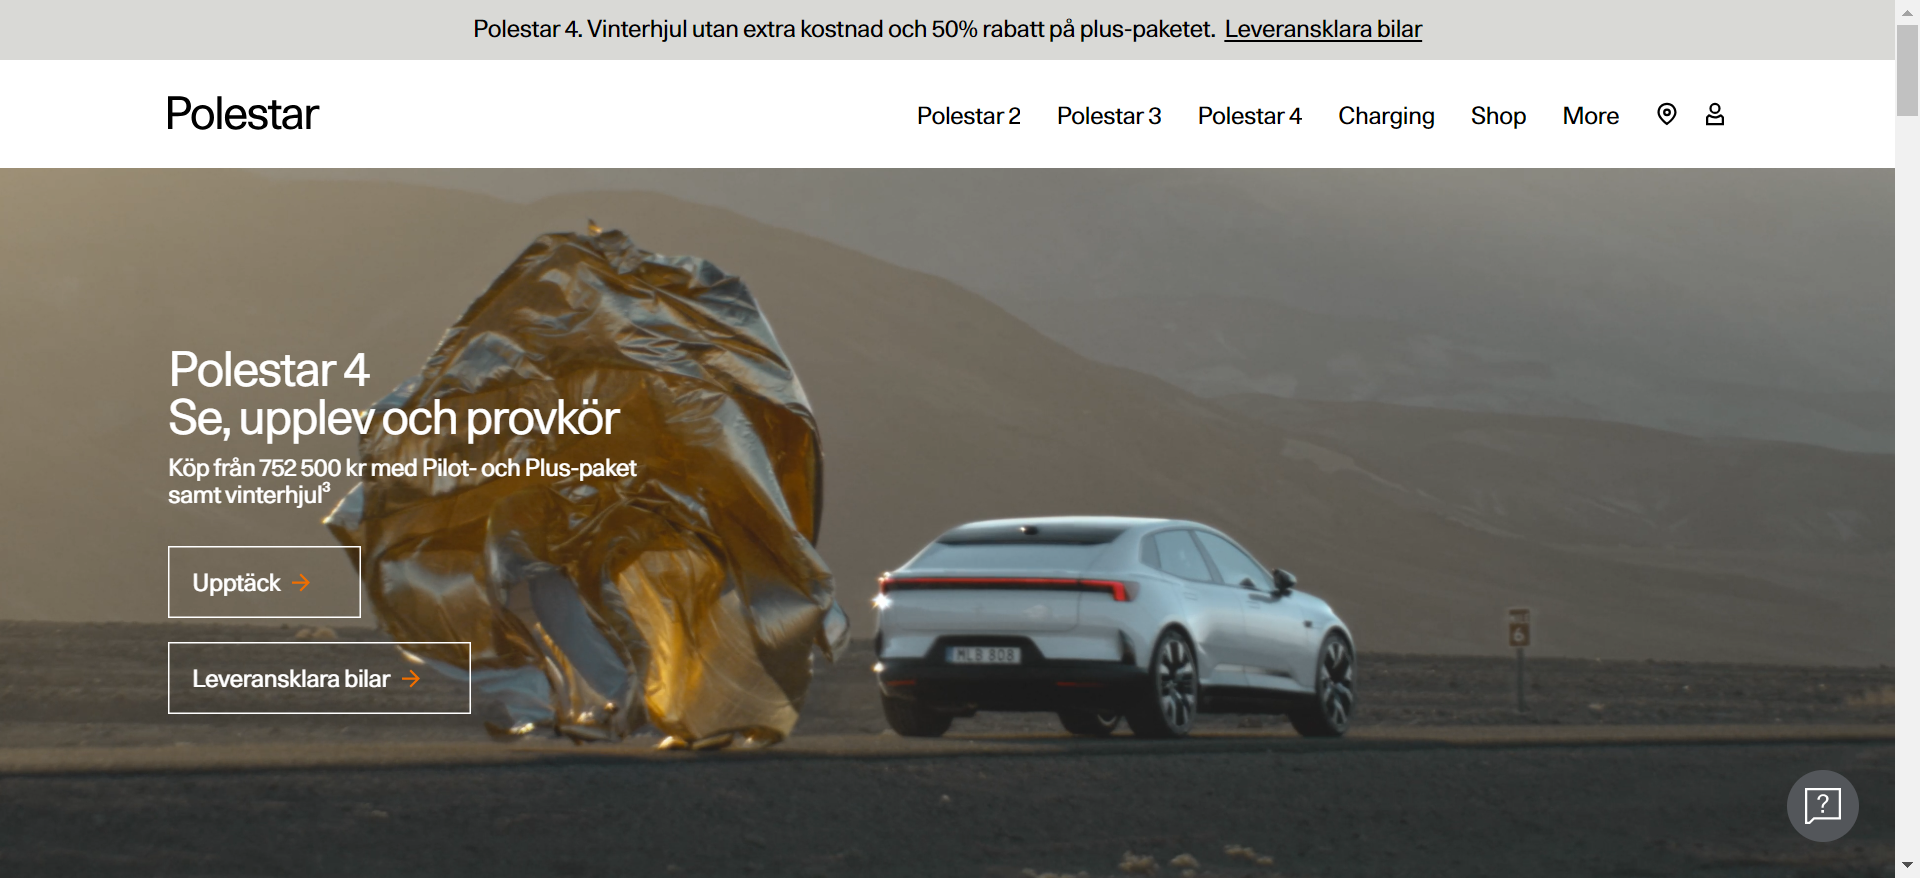 Polestar 4. Vinterhjul utan extra kostnad och 50% rabatt på plus-paketet. Leveransklara bilar
Polestar
Polestar 2 Polestar 3 Polestar 4 Charging Shop More
Polestar 4
Se, upplev och provkör
Köp från 752 500 kr med Pilot- och Plus-paket
samt vinterhjul³
Upptäck →
Leveransklara bilar →
MLB 808
6
?